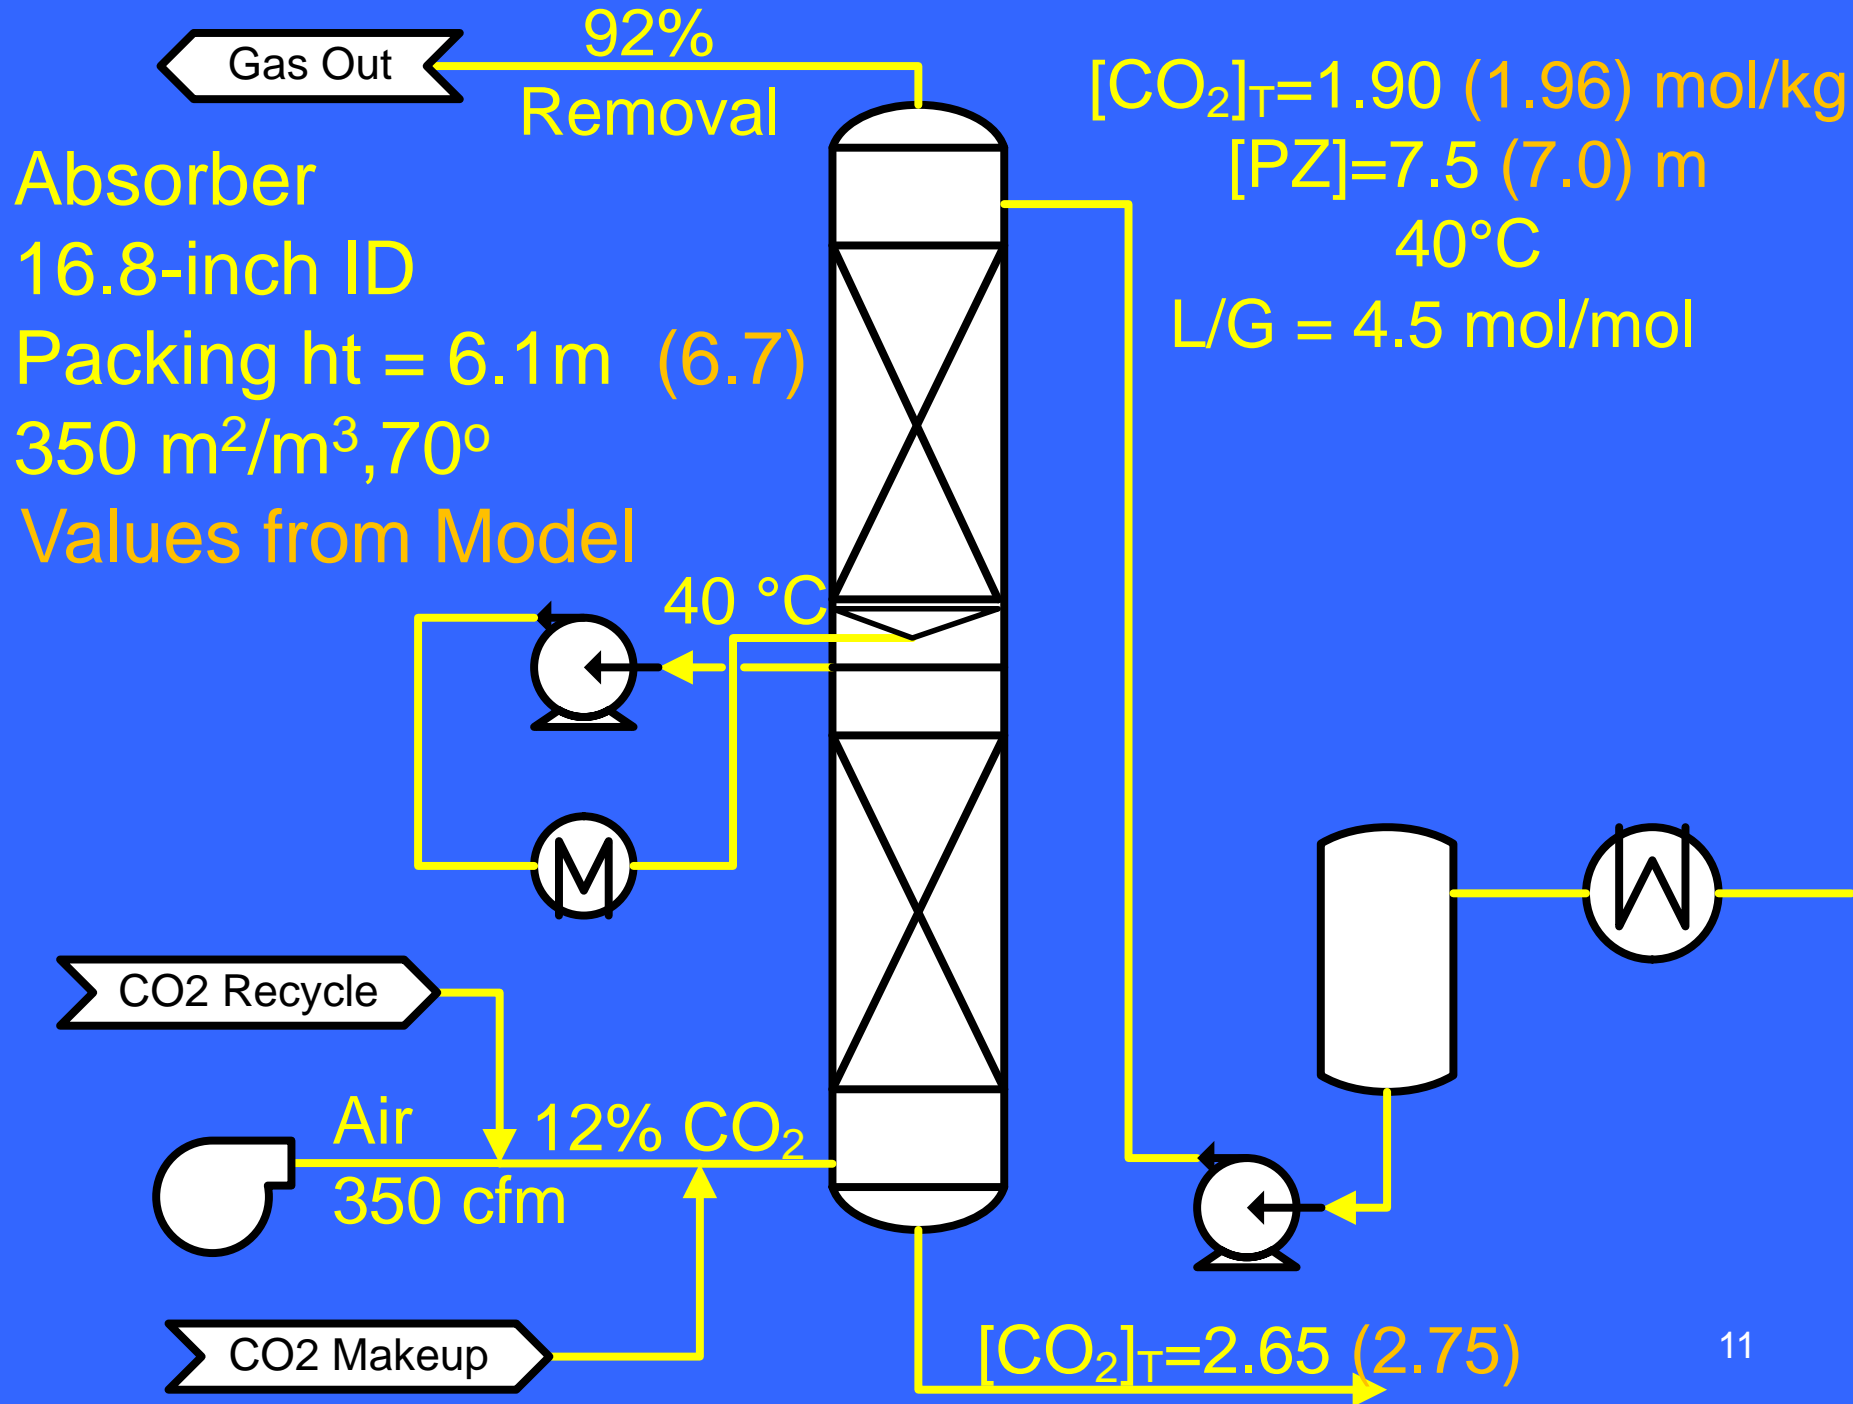 Gas Out
92%
Removal
[CO₂]T=1.90 (1.96) mol/kg
[PZ]=7.5 (7.0) m
40°C
L/G = 4.5 mol/mol
Absorber
16.8-inch ID
Packing ht = 6.1m (6.7)
350 m²/m³,70º
Values from Model
40 °C
CO2 Recycle
Air
12% CO₂
350 cfm
CO2 Makeup
[CO₂]T=2.65 (2.75)
11